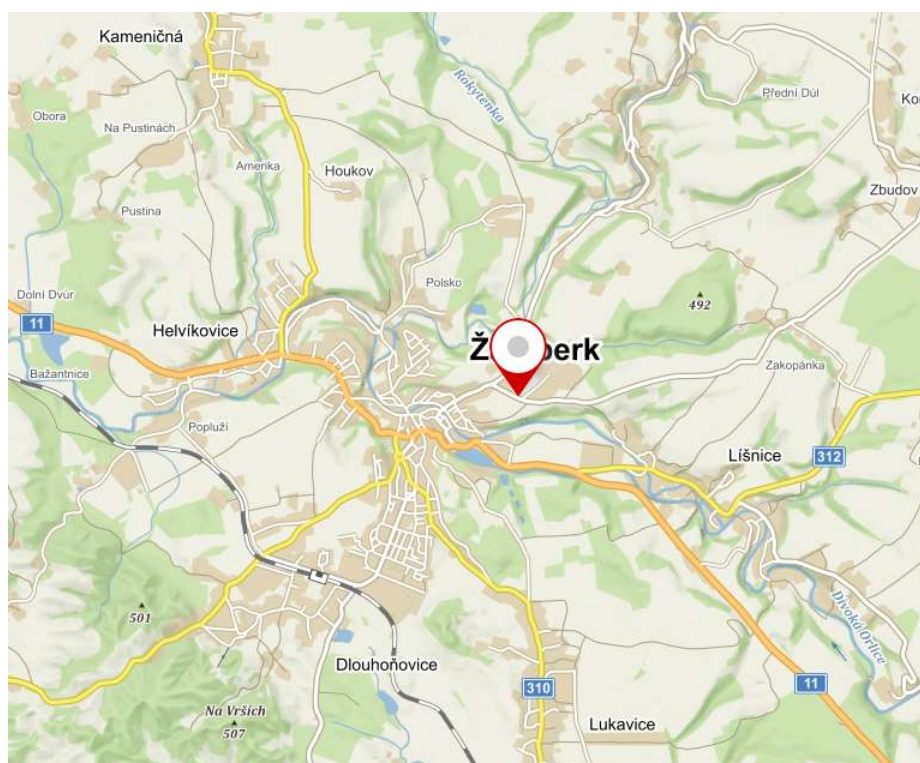 Kameničná
Rokytenka
Přední Důl
Obora
Na Pustinách
Amerika
Houkov
Zbudov
Pustina
Polsko
492
Dolní Dvůr
11
Helvíkovice
Zakopánka
Bažantnice
Popluží
Líšnice
312
501
Divoká Orlice
Dlouhoňovice
310
11
Na Vrších
507
Lukavice